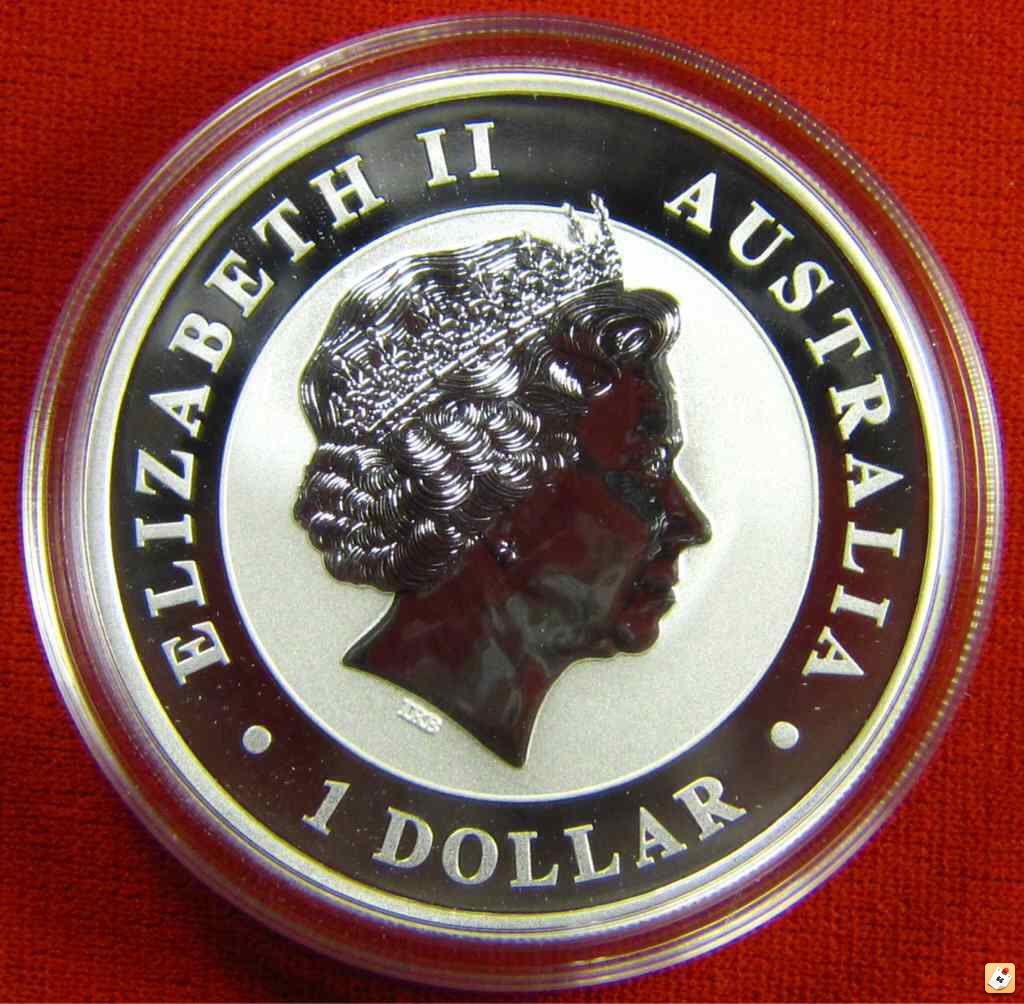 ELIZABETH II
AUSTRALIA
1 DOLLAR
IRB